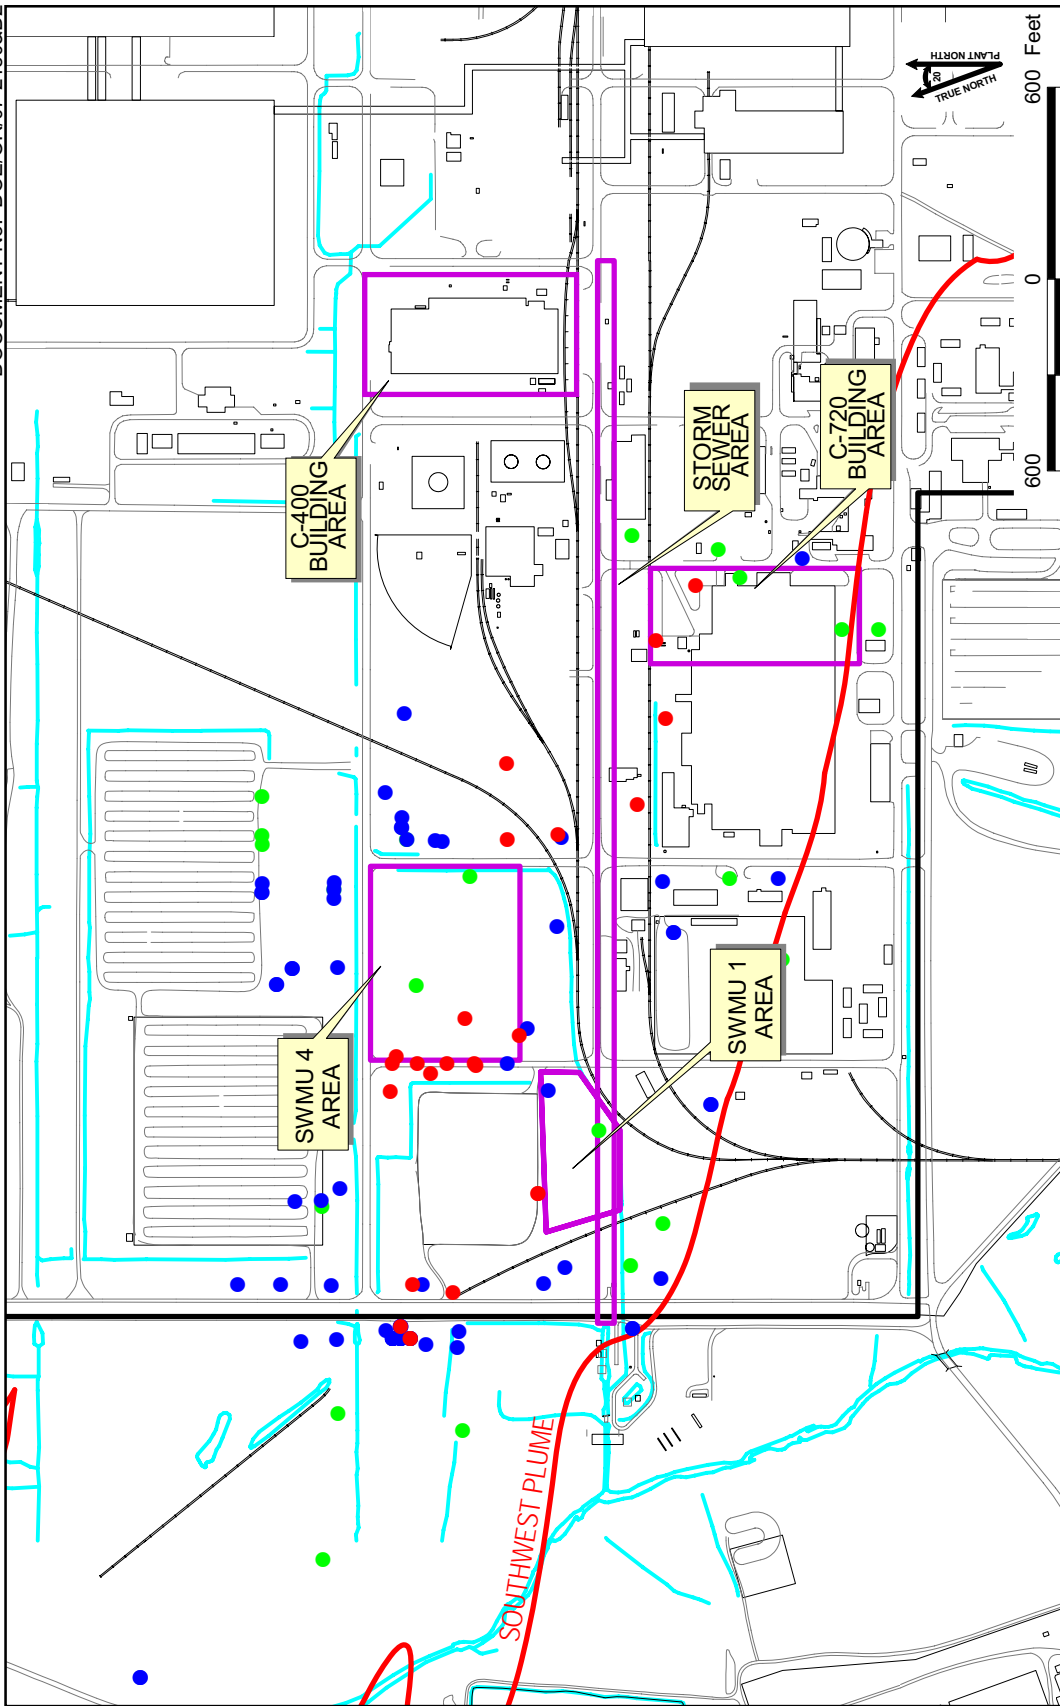 C-400
BUILDING
AREA
STORM
SEWER
AREA
C-720
BUILDING
AREA
SWMU 4
AREA
SWMU 1
AREA
SOUTHWEST PLUME
PLANT NORTH
20
TRUE NORTH
600
0
600 Feet